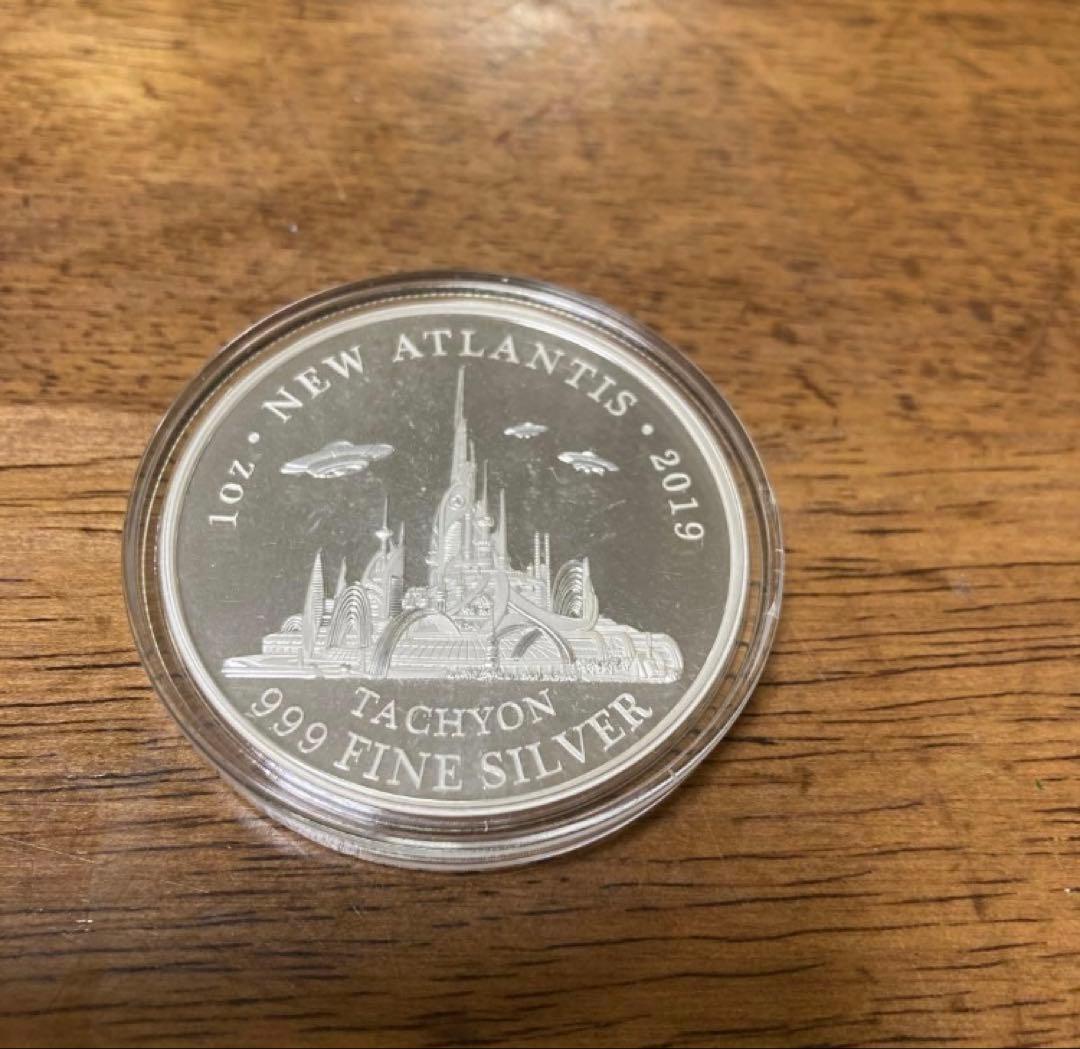 1oz • NEW ATLANTIS • 2019
TACHYON
999 FINE SILVER